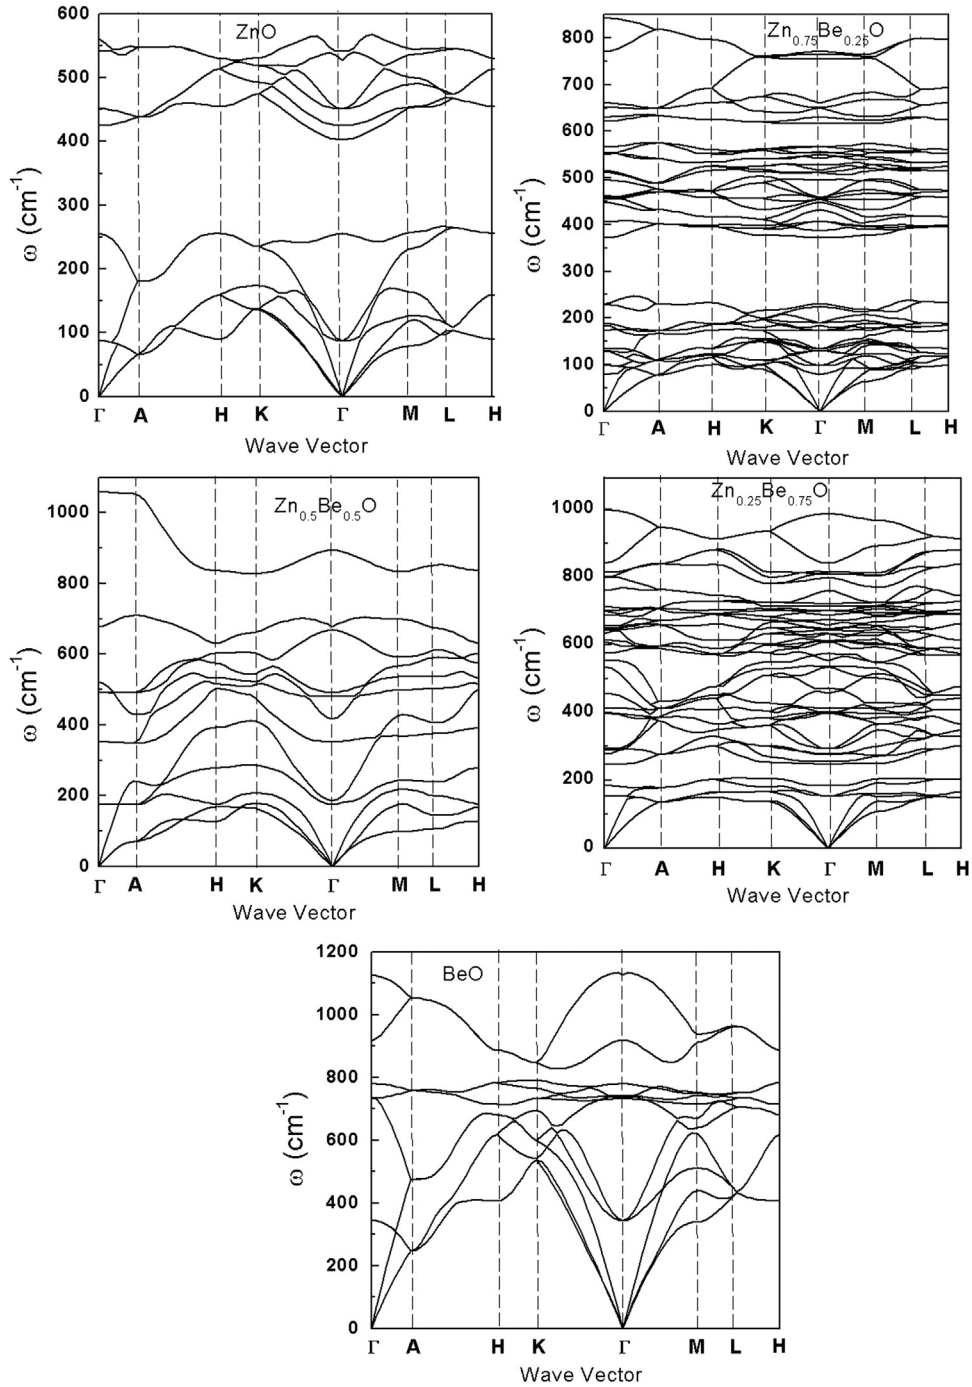 600
ZnO
500
400
300
200
100
0
ω (cm⁻¹)
Γ A H K Γ M L H
Wave Vector
800
Zn₀.₇₅Be₀.₂₅O
700
600
500
400
300
200
100
0
ω (cm⁻¹)
Γ A H K Γ M L H
Wave Vector
1000
Zn₀.₅Be₀.₅O
800
600
400
200
0
ω (cm⁻¹)
Γ A H K Γ M L H
Wave Vector
Zn₀.₂₅Be₀.₇₅O
1000
800
600
400
200
0
ω (cm⁻¹)
Γ A H K Γ M L H
Wave Vector
1200
BeO
1000
800
600
400
200
0
ω (cm⁻¹)
Γ A H K Γ M L H
Wave Vector